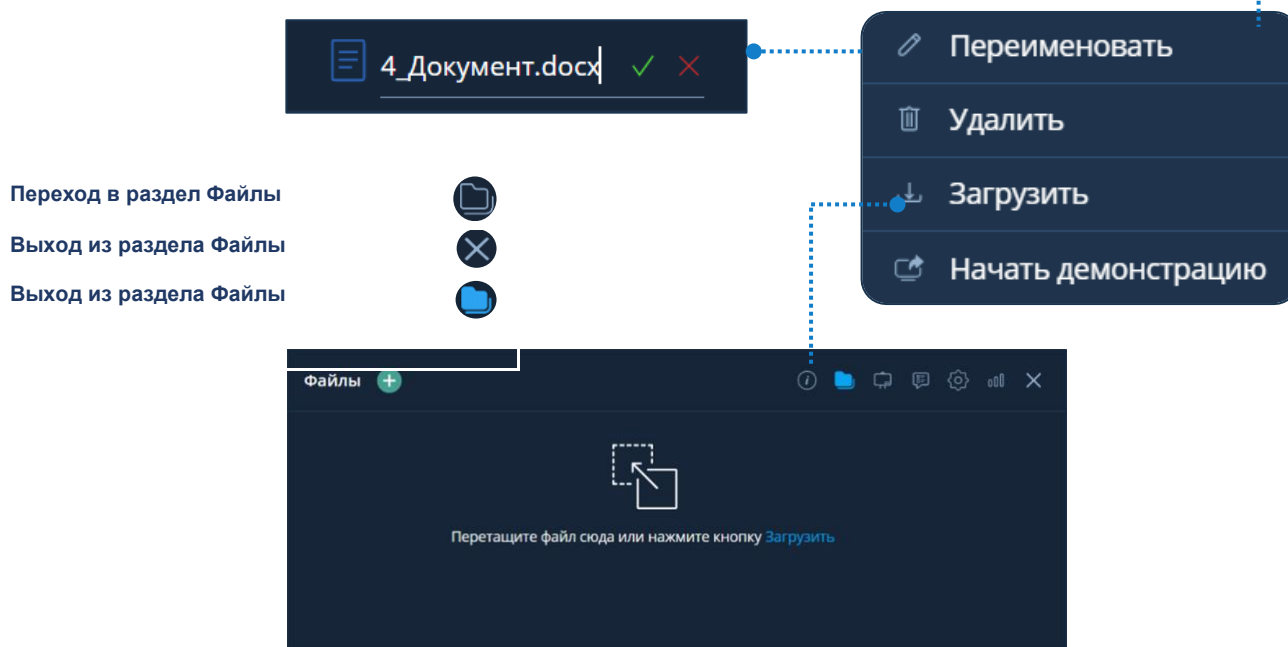 4_Документ.docx
Переименовать
Удалить
Загрузить
Начать демонстрацию
Переход в раздел Файлы
Выход из раздела Файлы
Выход из раздела Файлы
Файлы
Перетащите файл сюда или нажмите кнопку Загрузить